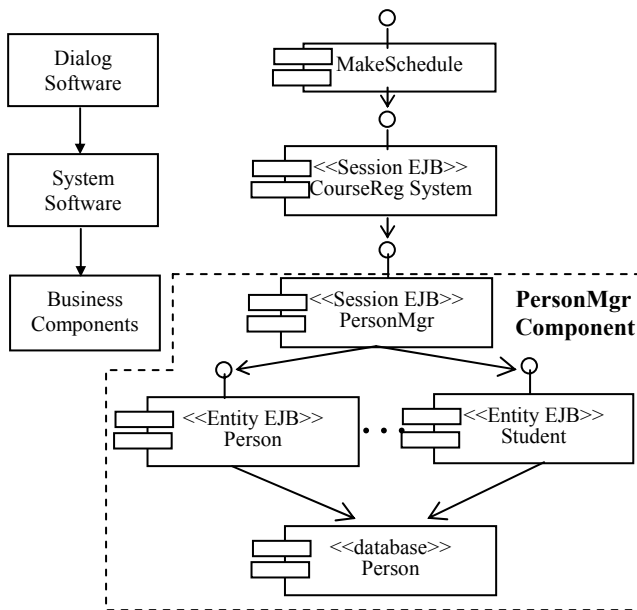 Dialog
Software
System
Software
Business
Components
MakeSchedule
<<Session EJB>>
CourseReg System
<<Session EJB>>
PersonMgr
PersonMgr
Component
<<Entity EJB>>
Person
• • •
<<Entity EJB>>
Student
<<database>>
Person